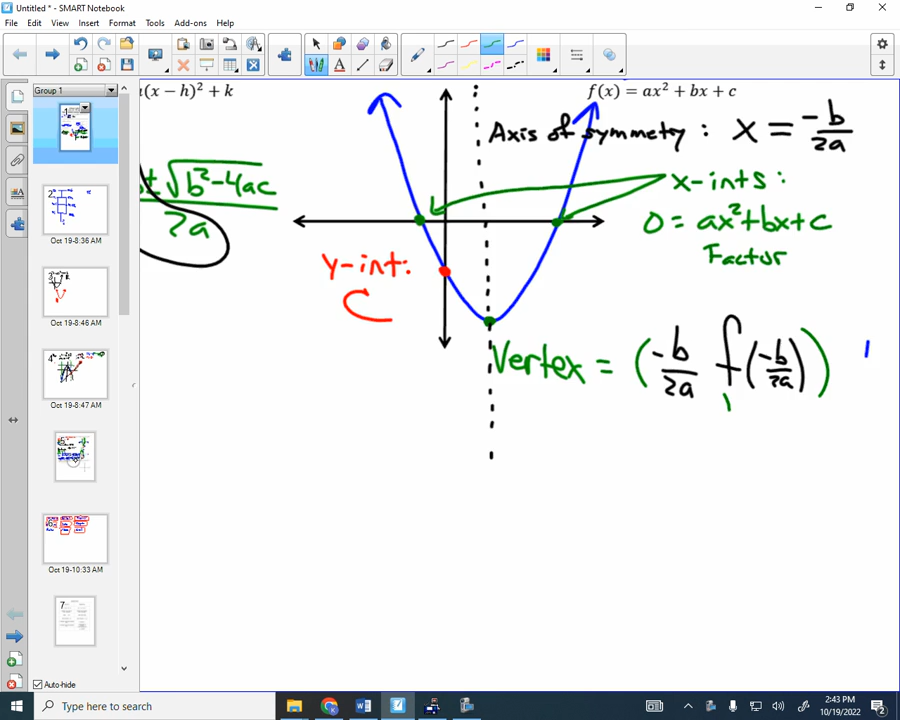 Untitled * - SMART Notebook
File Edit View Insert Format Tools Add-ons Help
Group 1
Oct 19-8:36 AM
Oct 19-8:46 AM
Oct 19-8:47 AM
Oct 19-10:33 AM
Auto-hide
(x − h)² + k
f(x) = ax² + bx + c
Axis of symmetry : x = -b/2a
± √b²-4ac
2a
x-ints :
0 = ax²+bx+c
Factor
y-int:
C
Vertex = (-b/2a f(-b/2a))
Type here to search
2:43 PM
10/19/2022
2